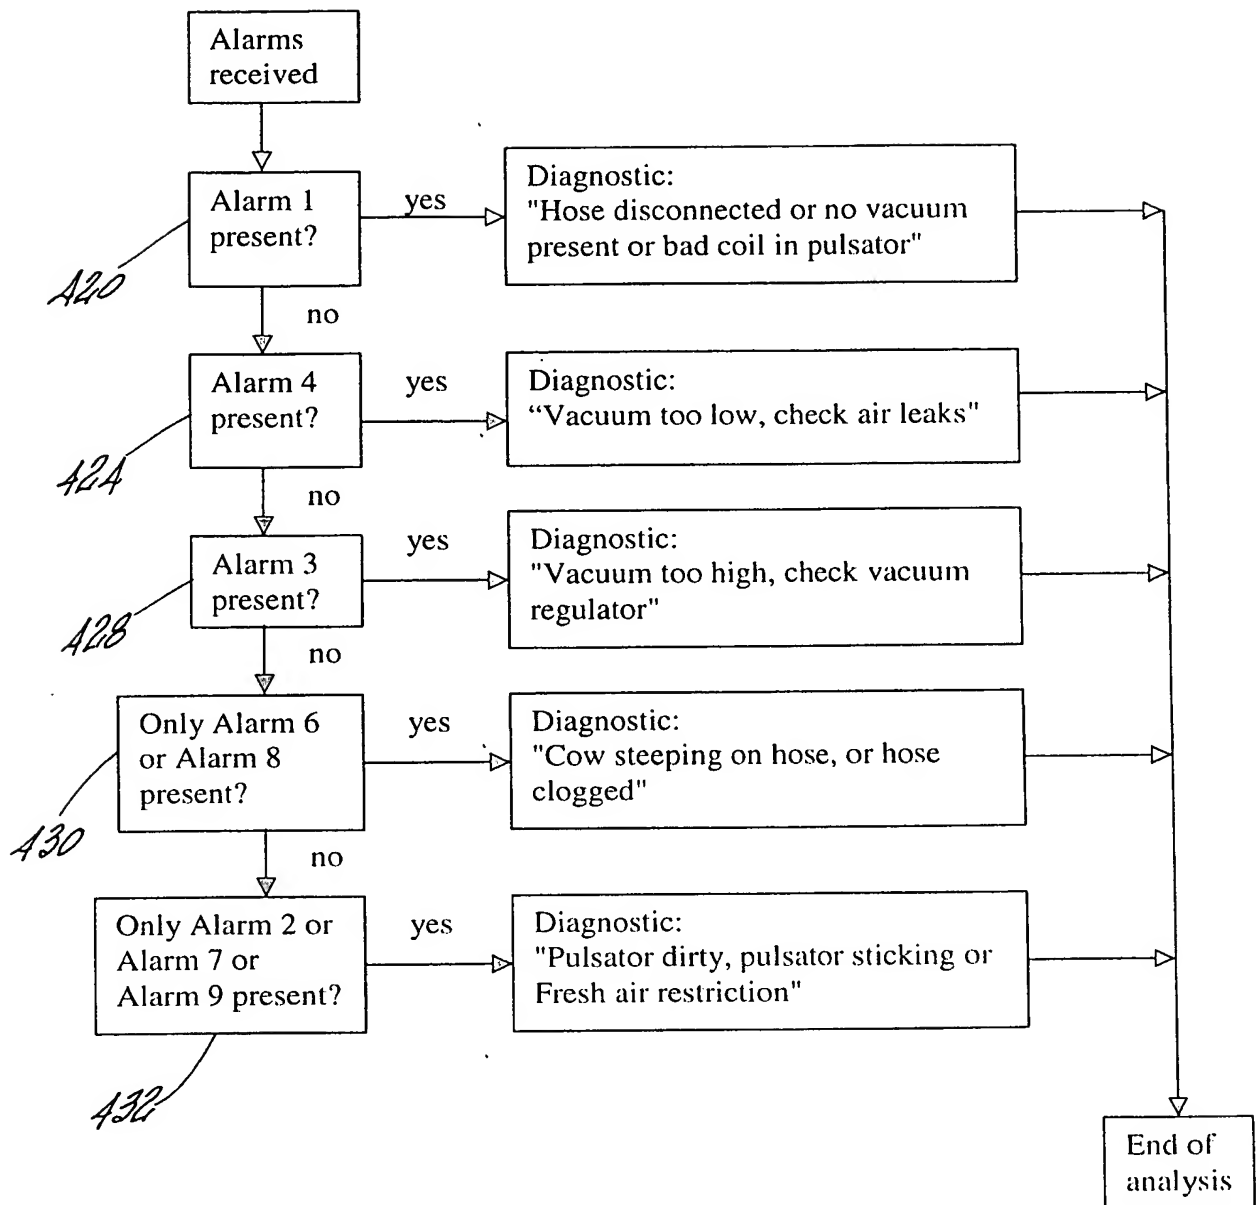 Alarms
received
Alarm 1
present?
yes
Diagnostic:
"Hose disconnected or no vacuum
present or bad coil in pulsator"
420
no
Alarm 4
present?
yes
Diagnostic:
“Vacuum too low, check air leaks"
424
no
Alarm 3
present?
yes
Diagnostic:
"Vacuum too high, check vacuum
regulator"
428
no
Only Alarm 6
or Alarm 8
present?
yes
Diagnostic:
"Cow steeping on hose, or hose
clogged"
430
no
Only Alarm 2 or
Alarm 7 or
Alarm 9 present?
yes
Diagnostic:
"Pulsator dirty, pulsator sticking or
Fresh air restriction"
432
End of
analysis